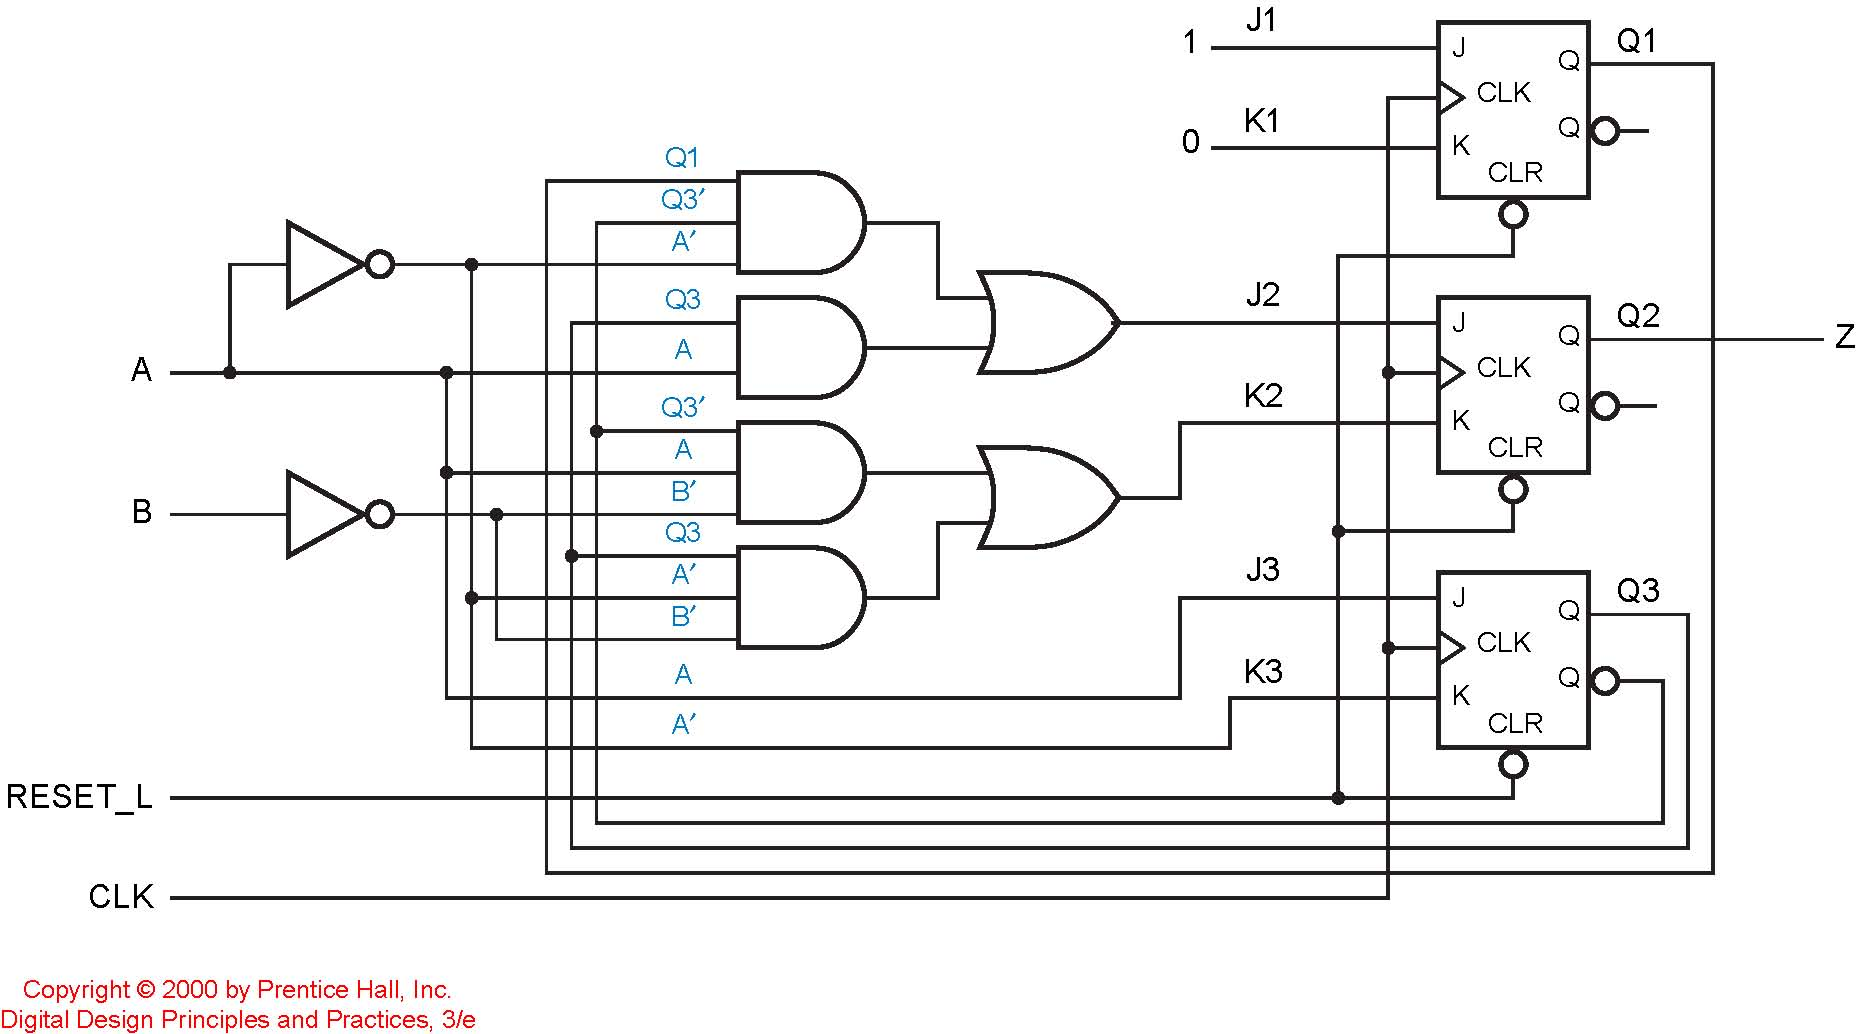 J1
1
J
Q
Q1
CLK
K1
0
K
Q
CLR
Q1
Q3′
A′
Q3
A
A
Q3′
A
B′
B
Q3
A′
B′
A
A′
J2
J
Q
Q2
Z
CLK
K2
K
Q
CLR
J3
J
Q
Q3
CLK
K3
K
Q
CLR
RESET_L
CLK
Copyright © 2000 by Prentice Hall, Inc.
Digital Design Principles and Practices, 3/e